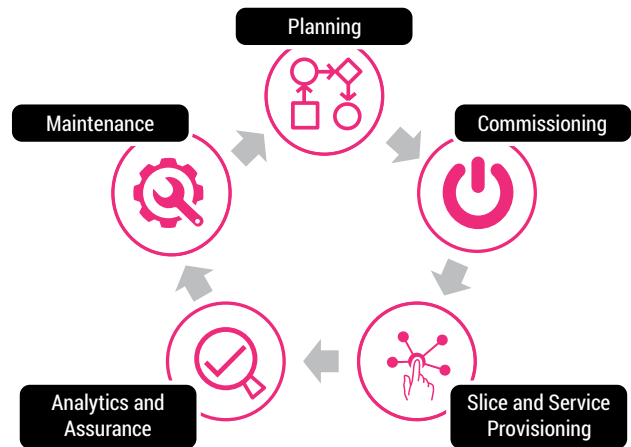 Planning
Commissioning
Slice and Service
Provisioning
Analytics and
Assurance
Maintenance